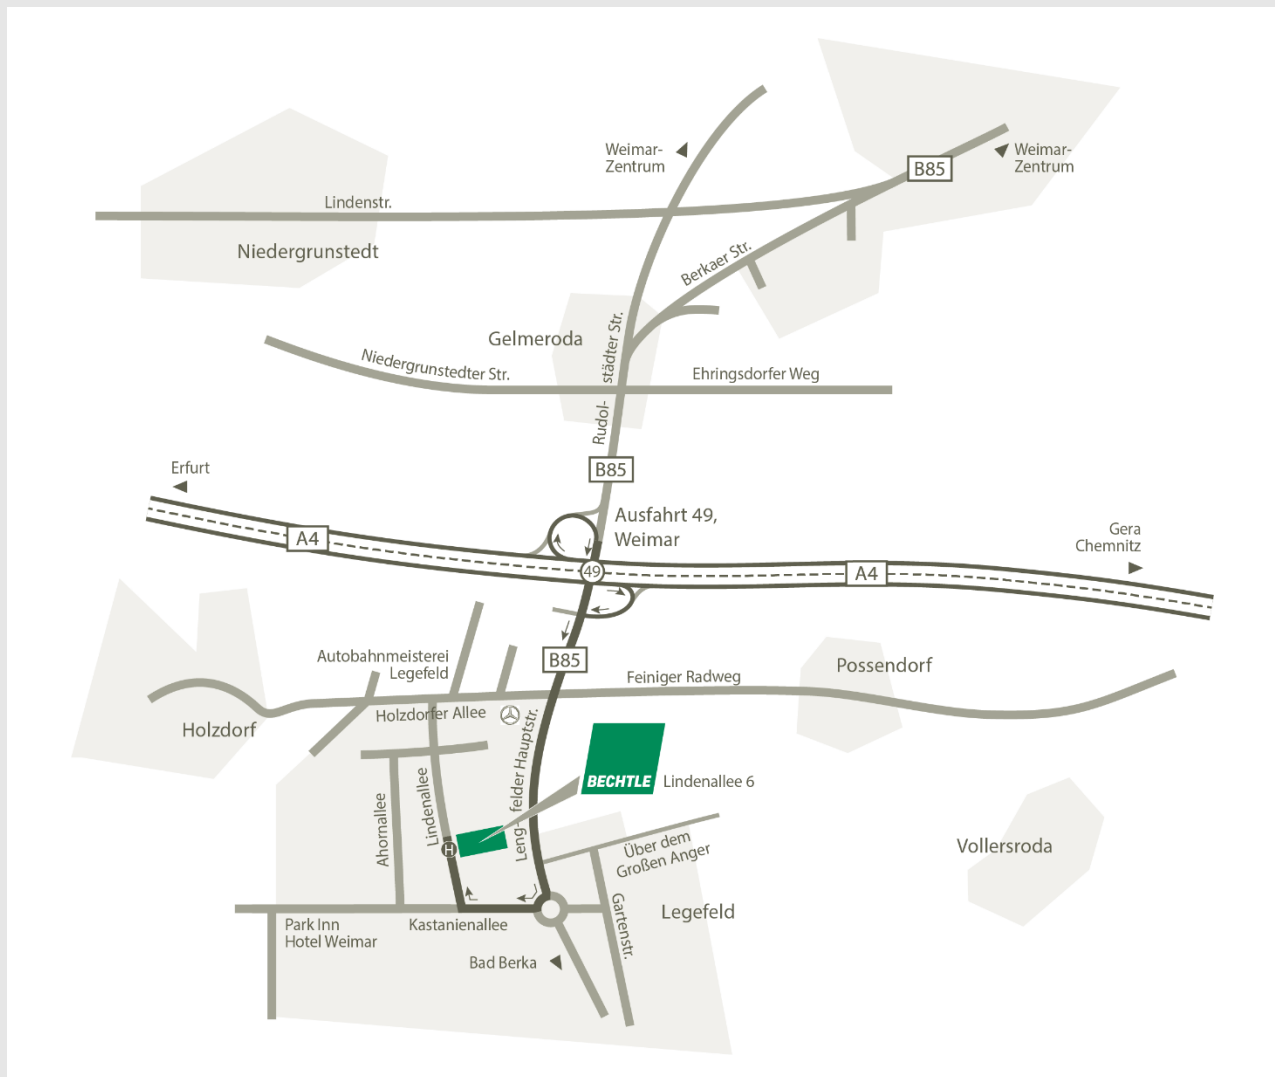 Weimar-
Zentrum
B85
Weimar-
Zentrum
Lindenstr.
Niedergrunstedt
Berkaer Str.
Gelmeroda
Rudol-
städter Str.
Niedergrunstedter Str.
Ehringsdorfer Weg
B85
Erfurt
Ausfahrt 49,
Weimar
A4
Gera
Chemnitz
49
A4
Autobahnmeisterei
Legefeld
B85
Feiniger Radweg
Possendorf
Holzdorf
Holzdorfer Allee
Leng-
felder Hauptstr.
BECHTLE
Lindenallee 6
Ahornallee
Lindenallee
H
Über dem
Großen Anger
Vollersroda
Park Inn
Hotel Weimar
Kastanienallee
Gartenstr.
Legefeld
Bad Berka